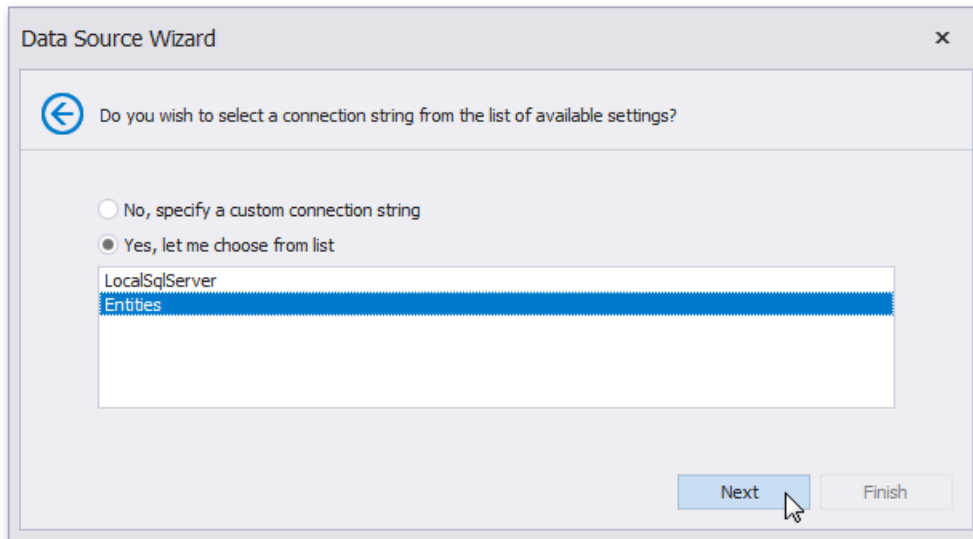 Data Source Wizard
Do you wish to select a connection string from the list of available settings?
No, specify a custom connection string
Yes, let me choose from list
LocalSqlServer
Entities
Next
Finish